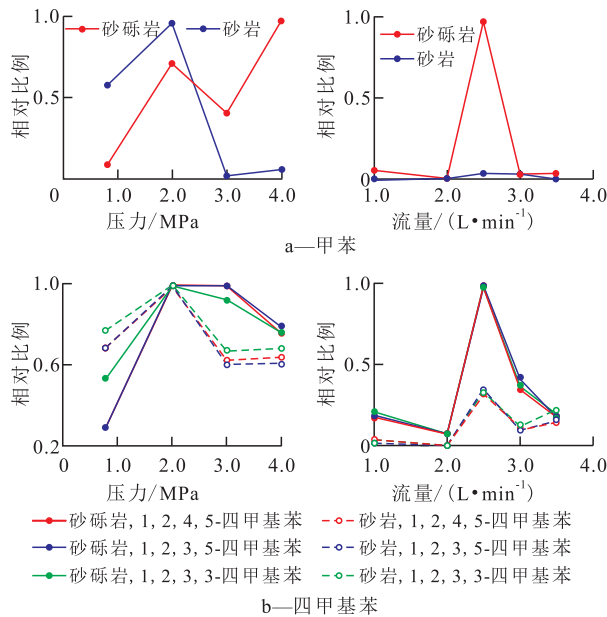 1.0
砂砾岩
砂岩
0.5
相对比例
0
1.0
2.0
3.0
4.0
压力/MPa
1.0
砂砾岩
砂岩
0.5
相对比例
0
1.0
2.0
3.0
4.0
流量/(L•min⁻¹)
a—甲苯
1.0
0.6
相对比例
0.2
0
1.0
2.0
3.0
4.0
压力/MPa
1.0
0.5
相对比例
0
1.0
2.0
3.0
4.0
流量/(L•min⁻¹)
砂砾岩, 1, 2, 4, 5-四甲基苯
砂岩, 1, 2, 4, 5-四甲基苯
砂砾岩, 1, 2, 3, 5-四甲基苯
砂岩, 1, 2, 3, 5-四甲基苯
砂砾岩, 1, 2, 3, 3-四甲基苯
砂岩, 1, 2, 3, 3-四甲基苯
b—四甲基苯